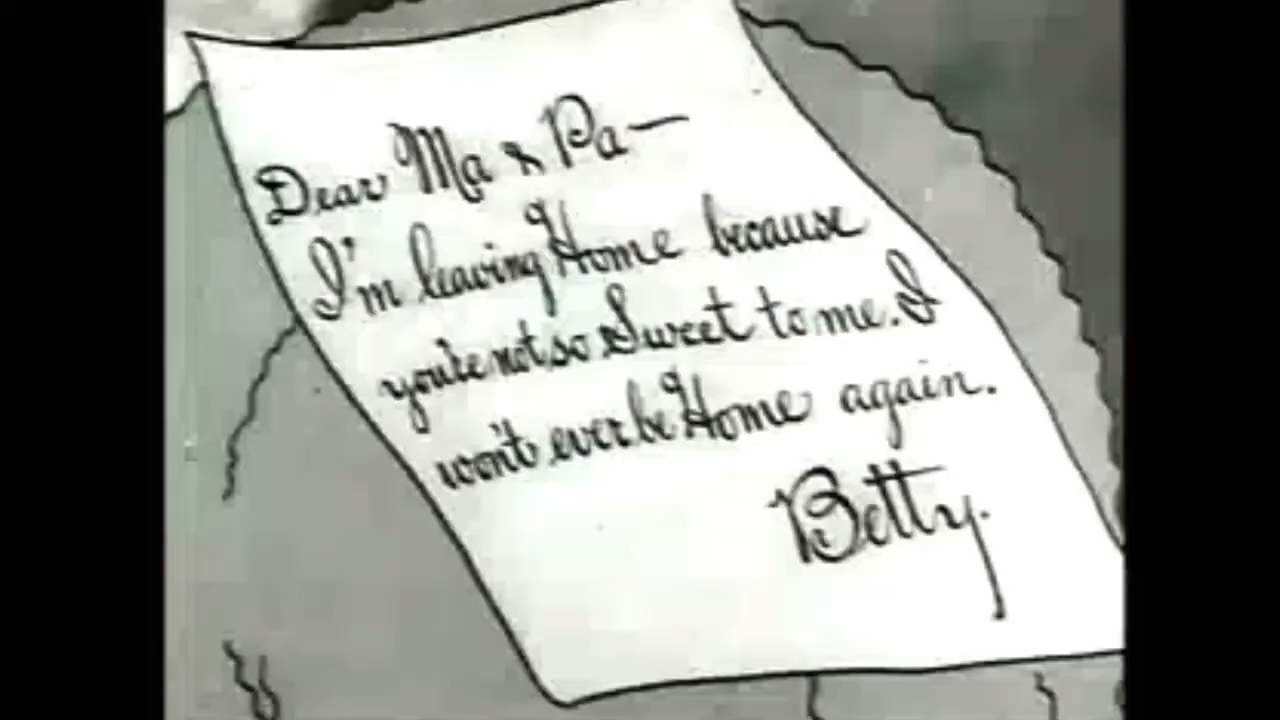 Dear Ma & Pa—
I'm leaving Home because
you're not so Sweet to me. I
won't ever be Home again.
Betty.